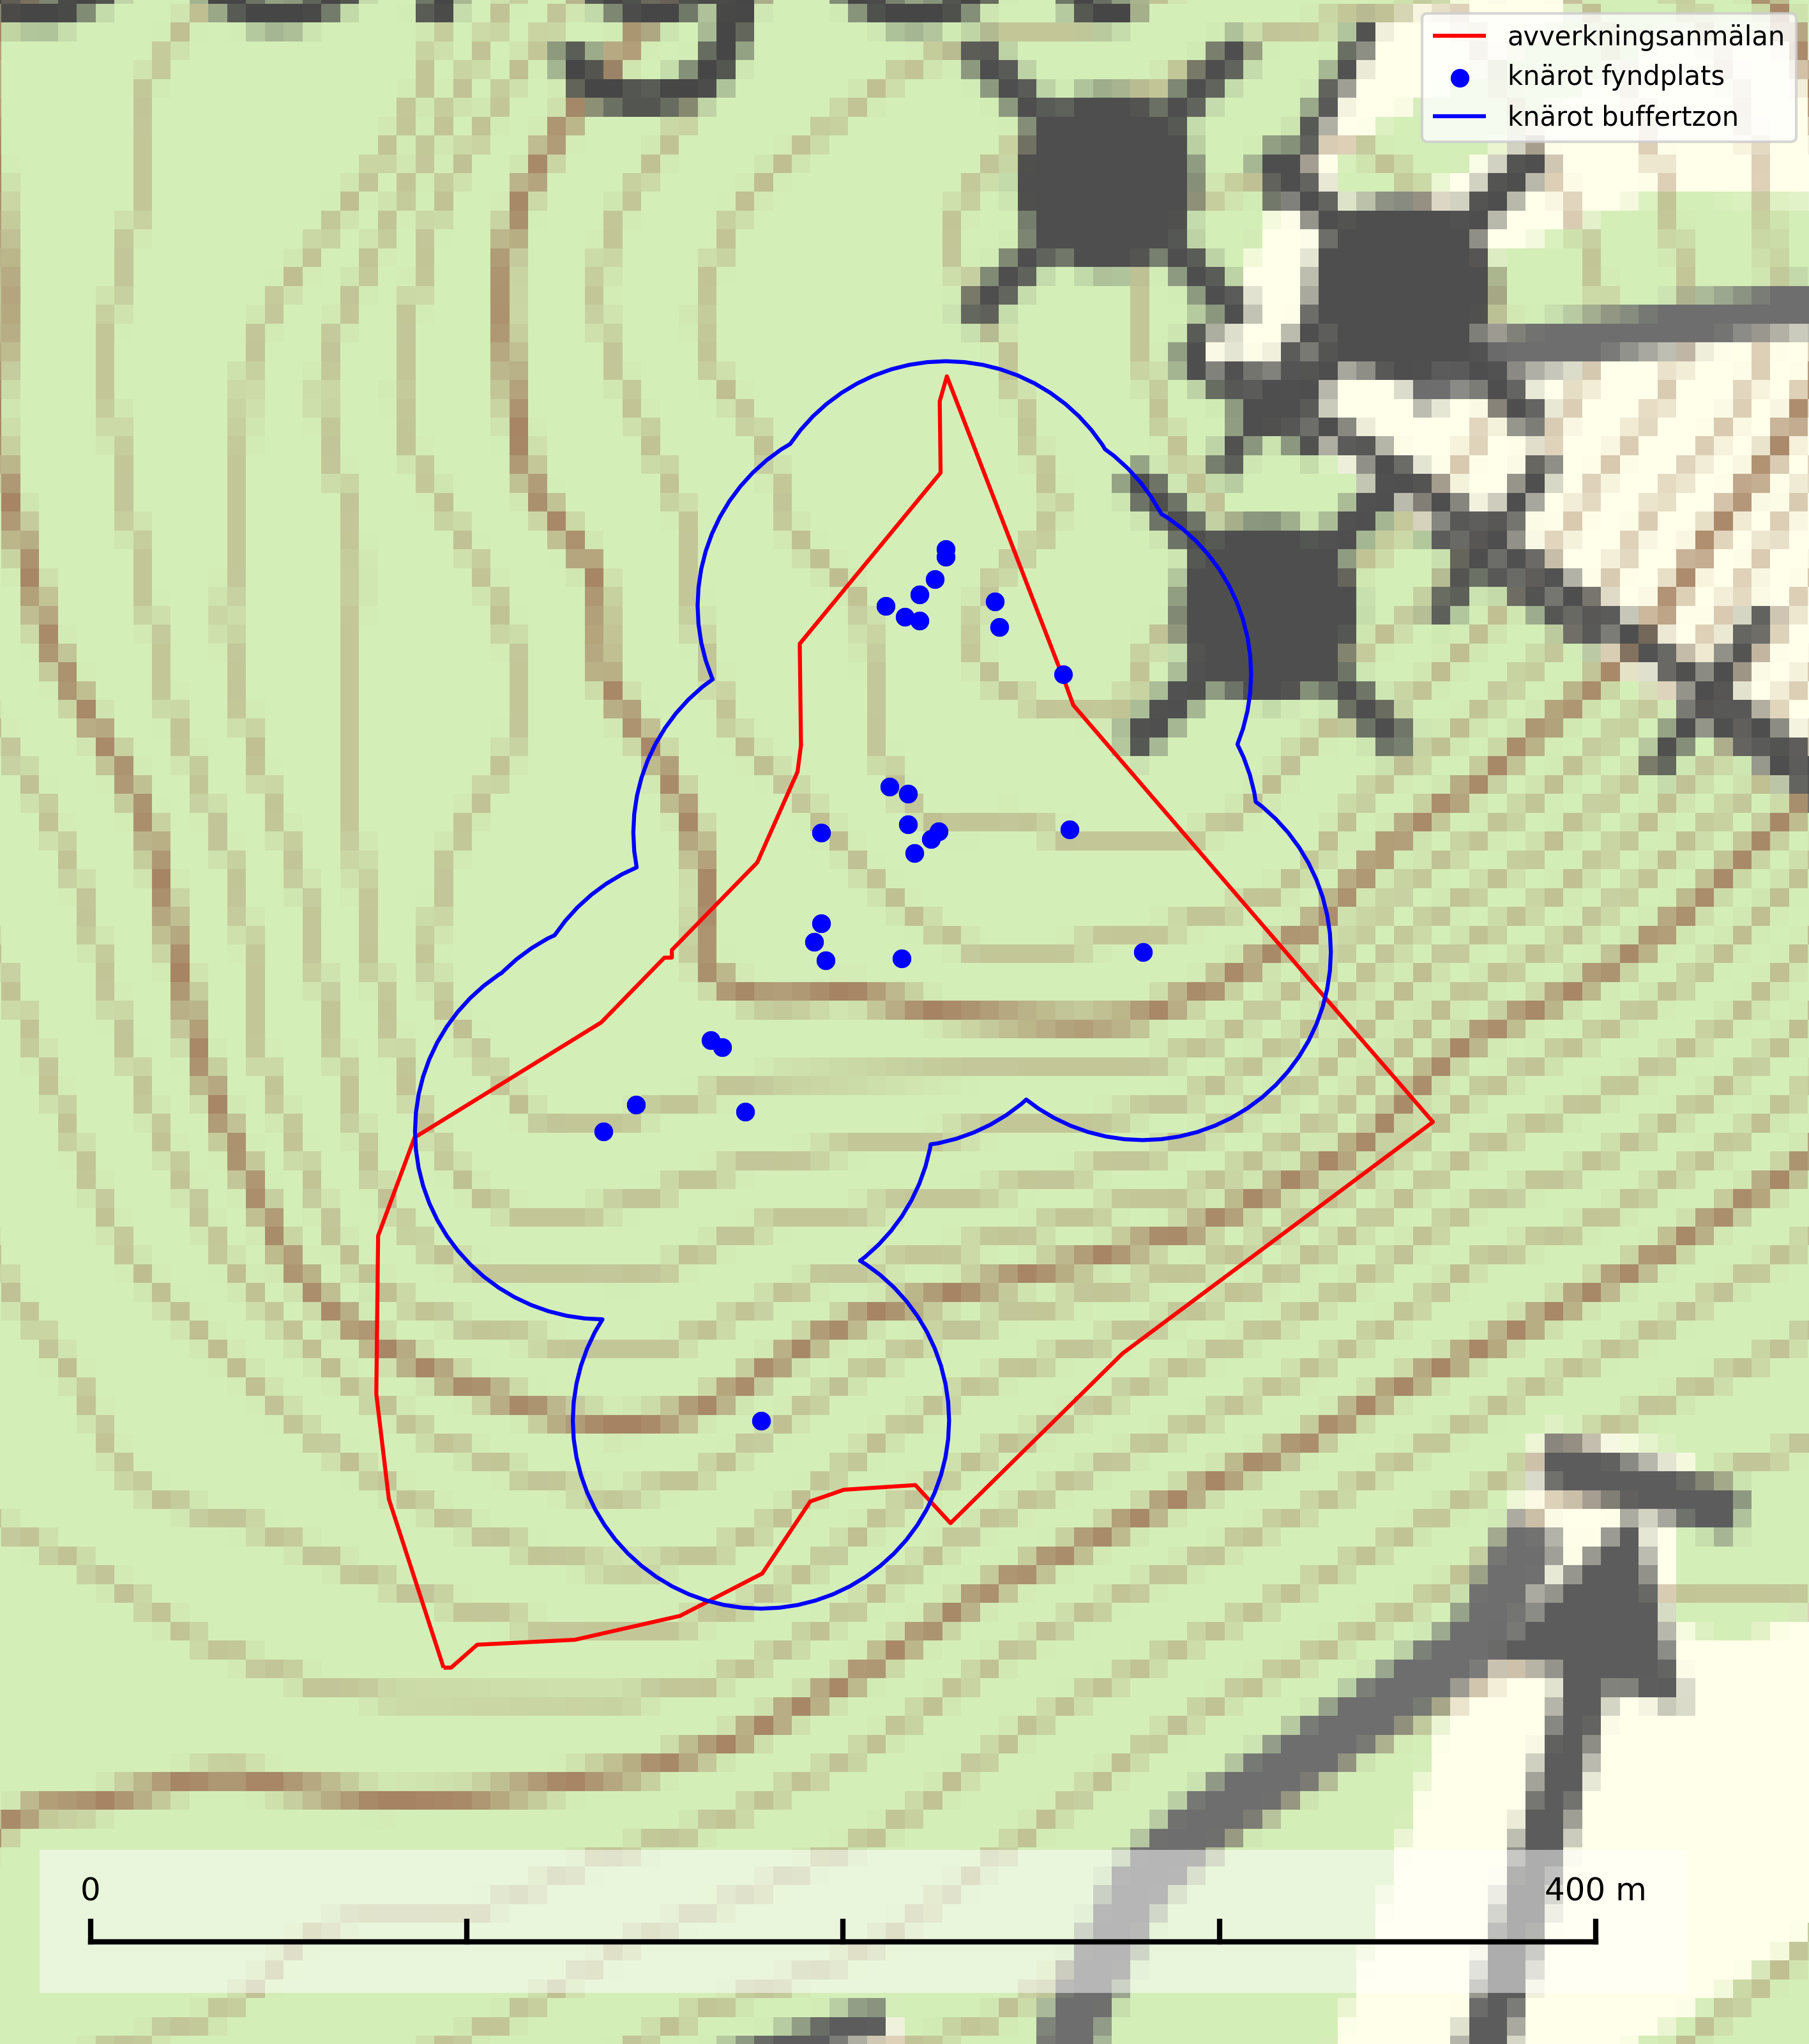 avverkningsanmälan
knärot fyndplats
knärot buffertzon
0
400 m